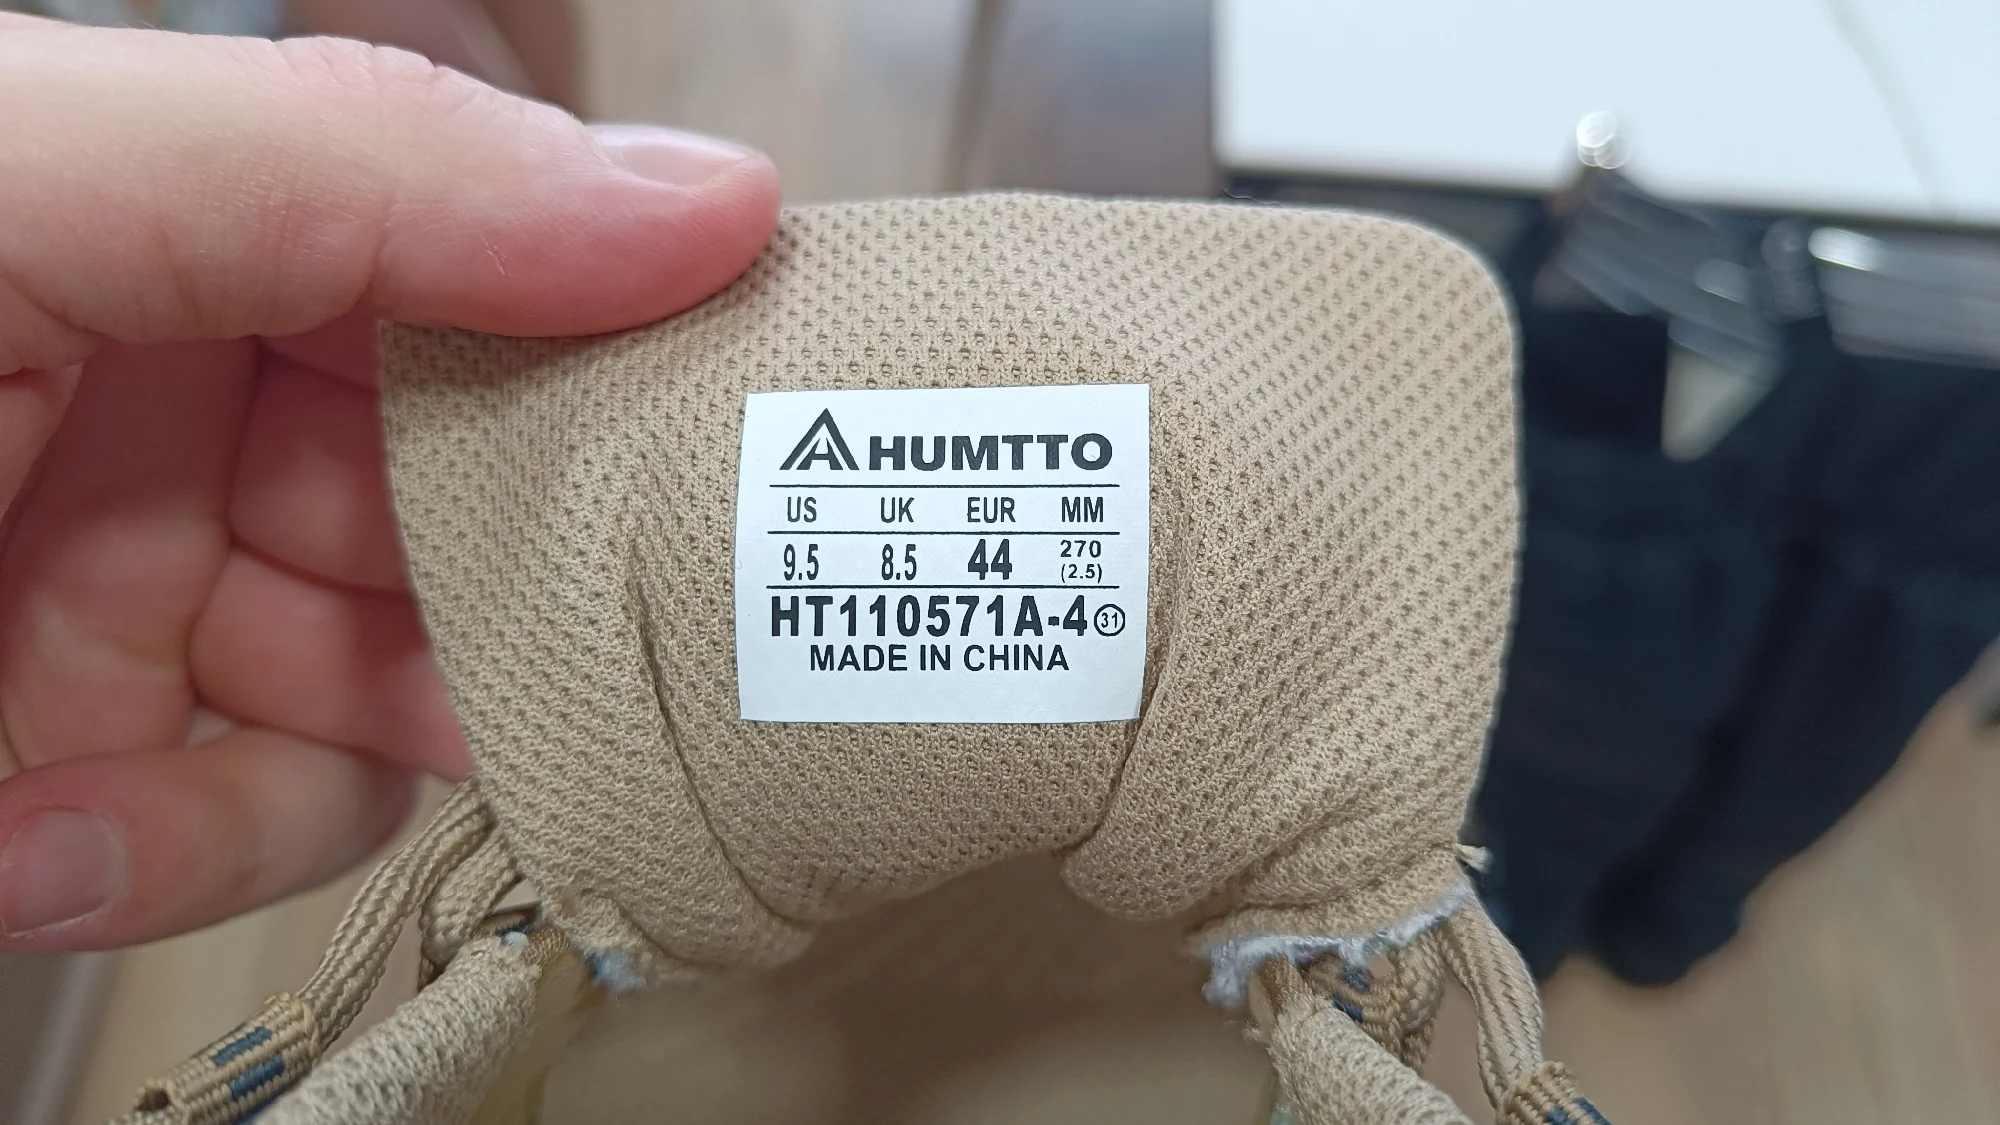 HUMTTO
US UK EUR MM
9.5 8.5 44 270 (2.5)
HT110571A-4 31
MADE IN CHINA